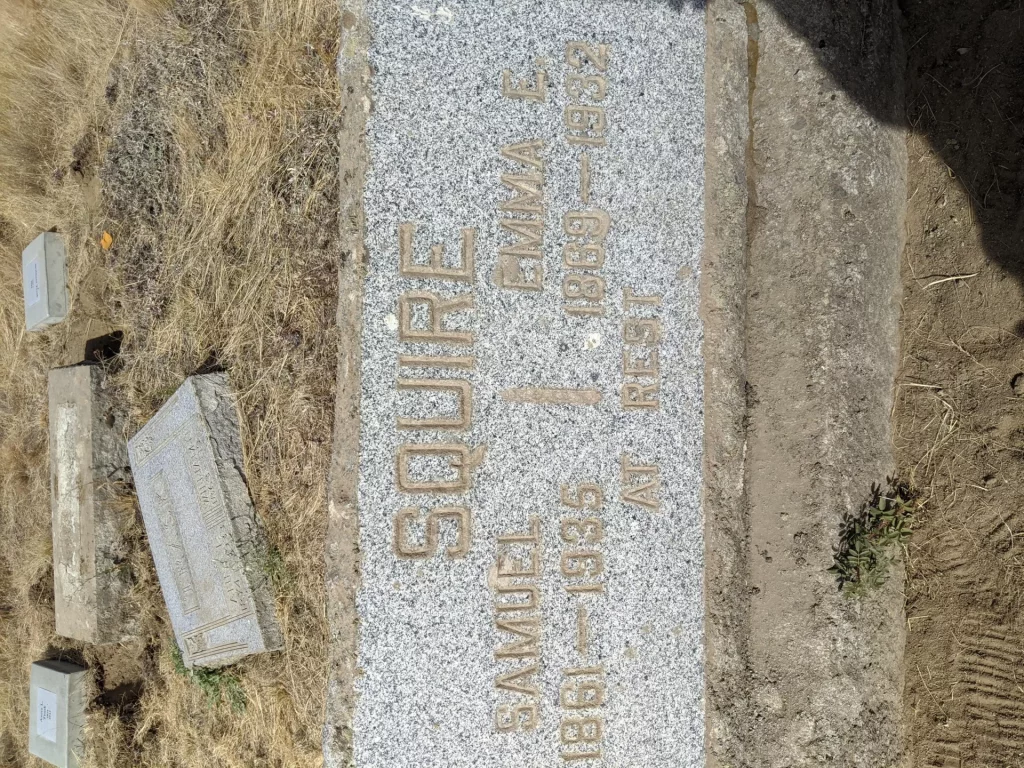 SQUIRE
SAMUEL
1861—1935
EMMA E.
1869—1932
AT REST